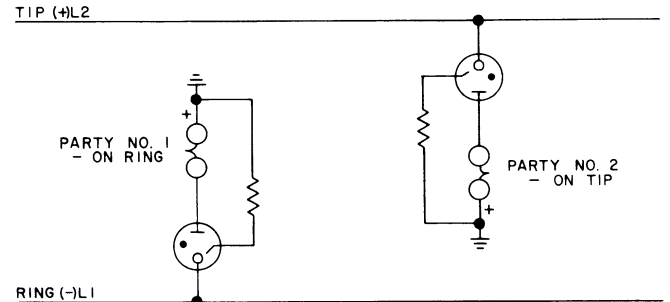 TIP (+)L2
PARTY NO. 1
- ON RING
+
PARTY NO. 2
- ON TIP
+
RING (-)L1